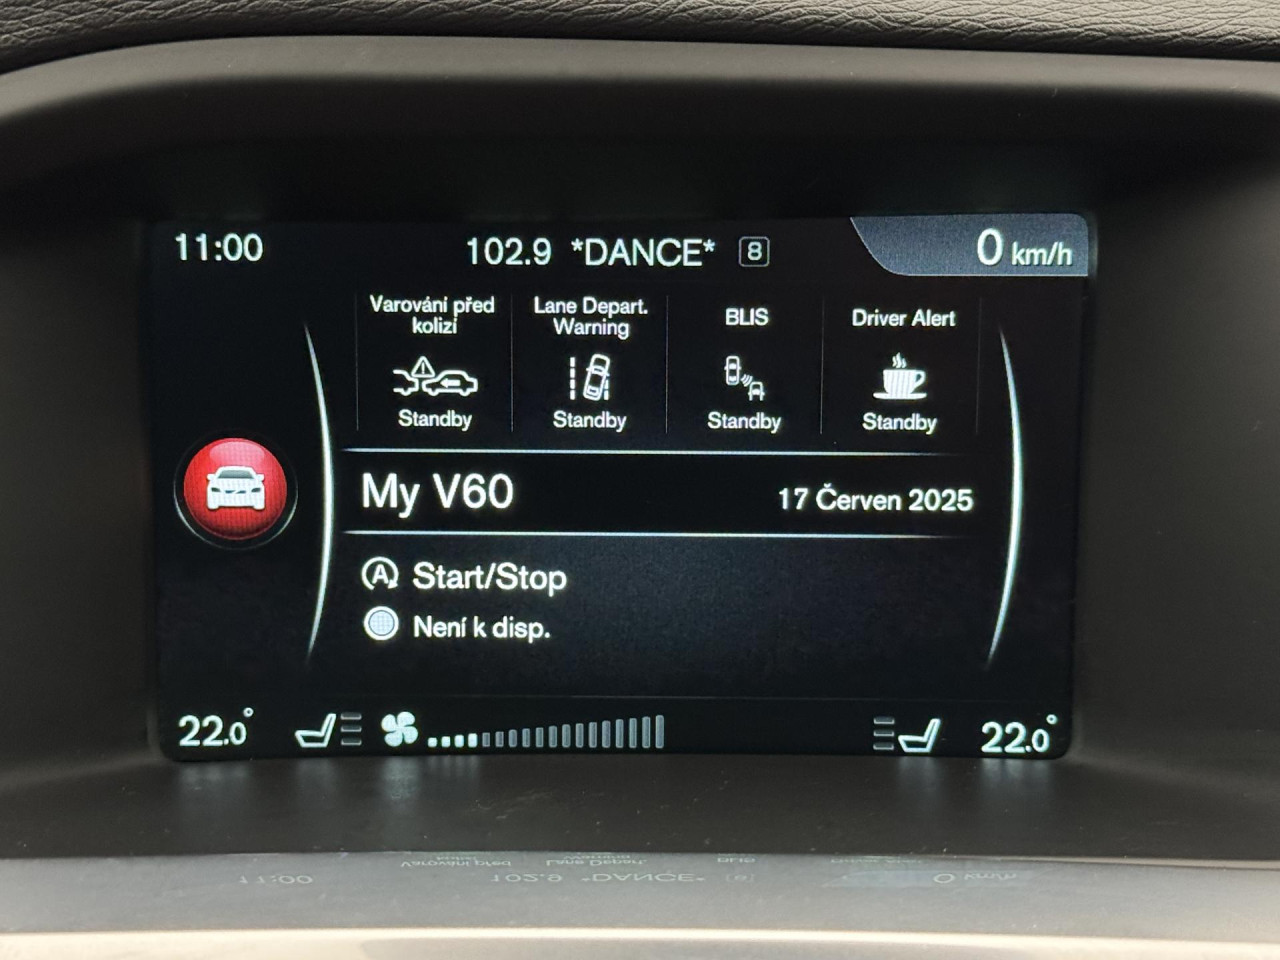 11:00 102.9 *DANCE* 8 0 km/h
Varování před
kolizí
Lane Depart.
Warning
BLIS
Driver Alert
Standby Standby Standby Standby
My V60 17 Červen 2025
A Start/Stop
Není k disp.
22.0° 22.0°